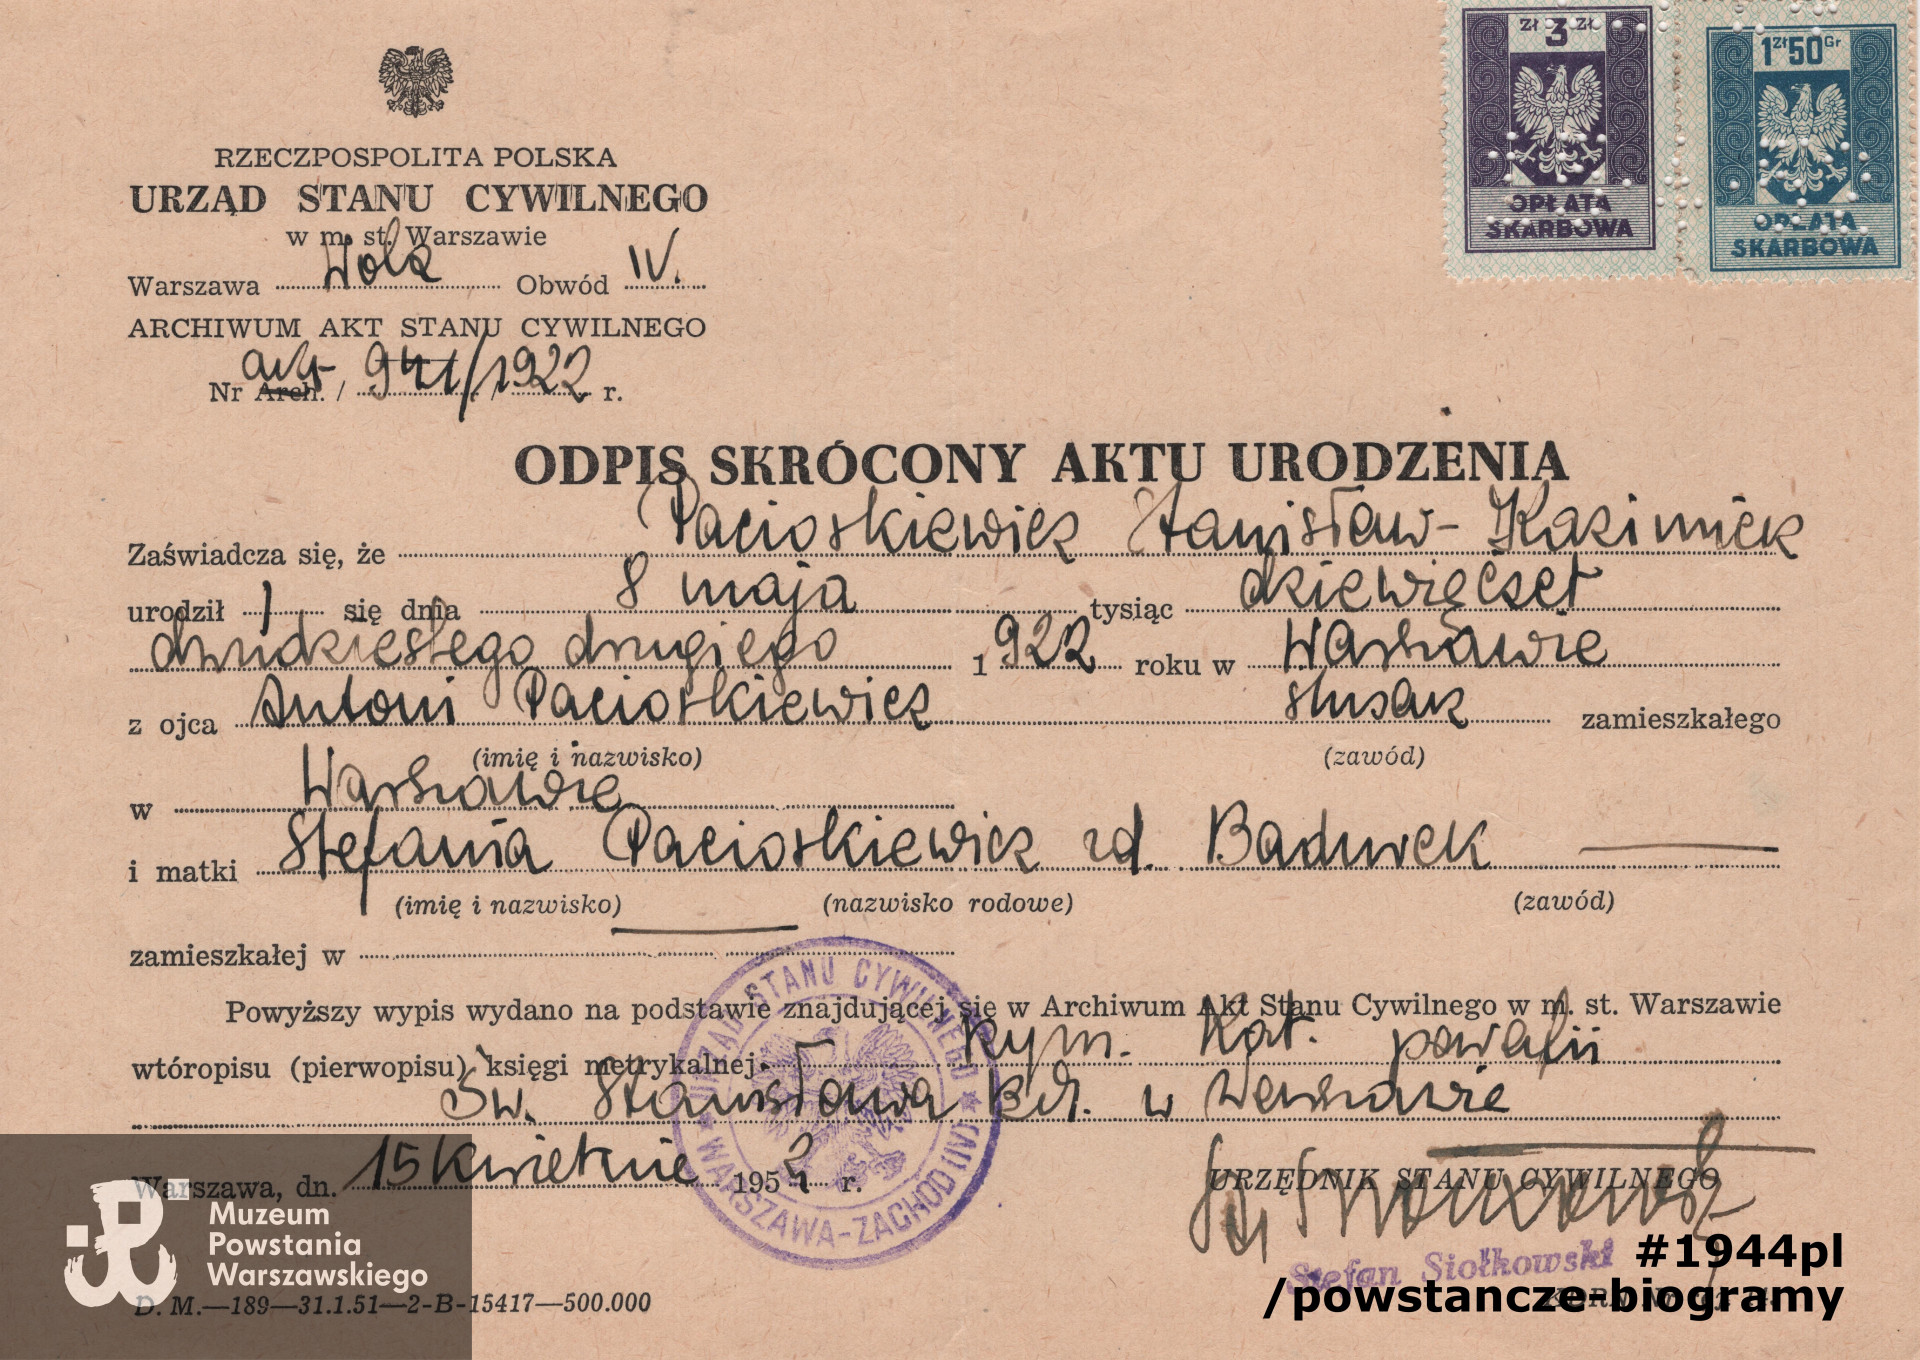 zł 3 zł
OPŁATA
SKARBOWA
1 zł 50 Gr
OPŁATA
SKARBOWA
RZECZPOSPOLITA POLSKA
URZĄD STANU CYWILNEGO
w m. st. Warszawie
Warszawa Wola Obwód IV.
ARCHIWUM AKT STANU CYWILNEGO
Nr Arch. / 941/1922 r.
ODPIS SKRÓCONY AKTU URODZENIA
Zaświadcza się, że Pacioskiewicz Stanisław-Kazimierz
urodził się dnia 8 maja tysiąc dziewięćset
dwudziestego drugiego 1922 roku w Warszawie
z ojca Antoni Pacioskiewicz ślusarz zamieszkałego
(imię i nazwisko) (zawód)
w Warszawie
i matki Stefania Pacioskiewicz zd. Badurek
(imię i nazwisko) (nazwisko rodowe) (zawód)
zamieszkałej w
Powyższy wypis wydano na podstawie znajdującej się w Archiwum Akt Stanu Cywilnego w m. st. Warszawie
wtóropisu (pierwopisu) księgi metrykalnej Rzym. Kat. parafii
Św. Stanisława w Warszawie
Warszawa, dn. 15 kwietnia 1952 r.
URZĄD STANU CYWILNEGO
WARSZAWA-ZACHÓD
URZĘDNIK STANU CYWILNEGO
Stefan Siołkowski
Muzeum
Powstania
Warszawskiego
D. M.—189—31.1.51—2-B-15417—500.000
#1944pl
/powstancze-biogramy